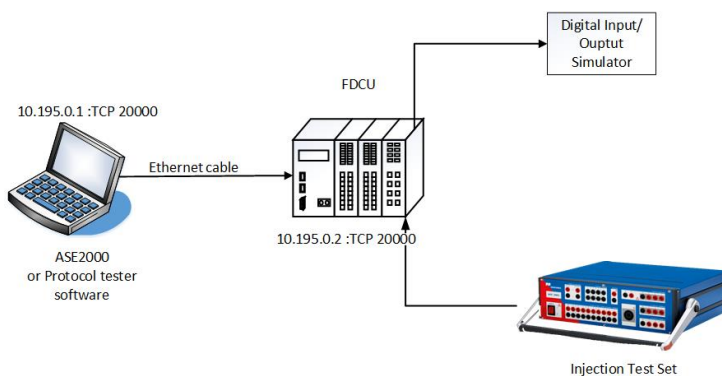 Digital Input/
Ouptut
Simulator
FDCU
10.195.0.1 :TCP 20000
Ethernet cable
10.195.0.2 :TCP 20000
ASE2000
or Protocol tester
software
Injection Test Set